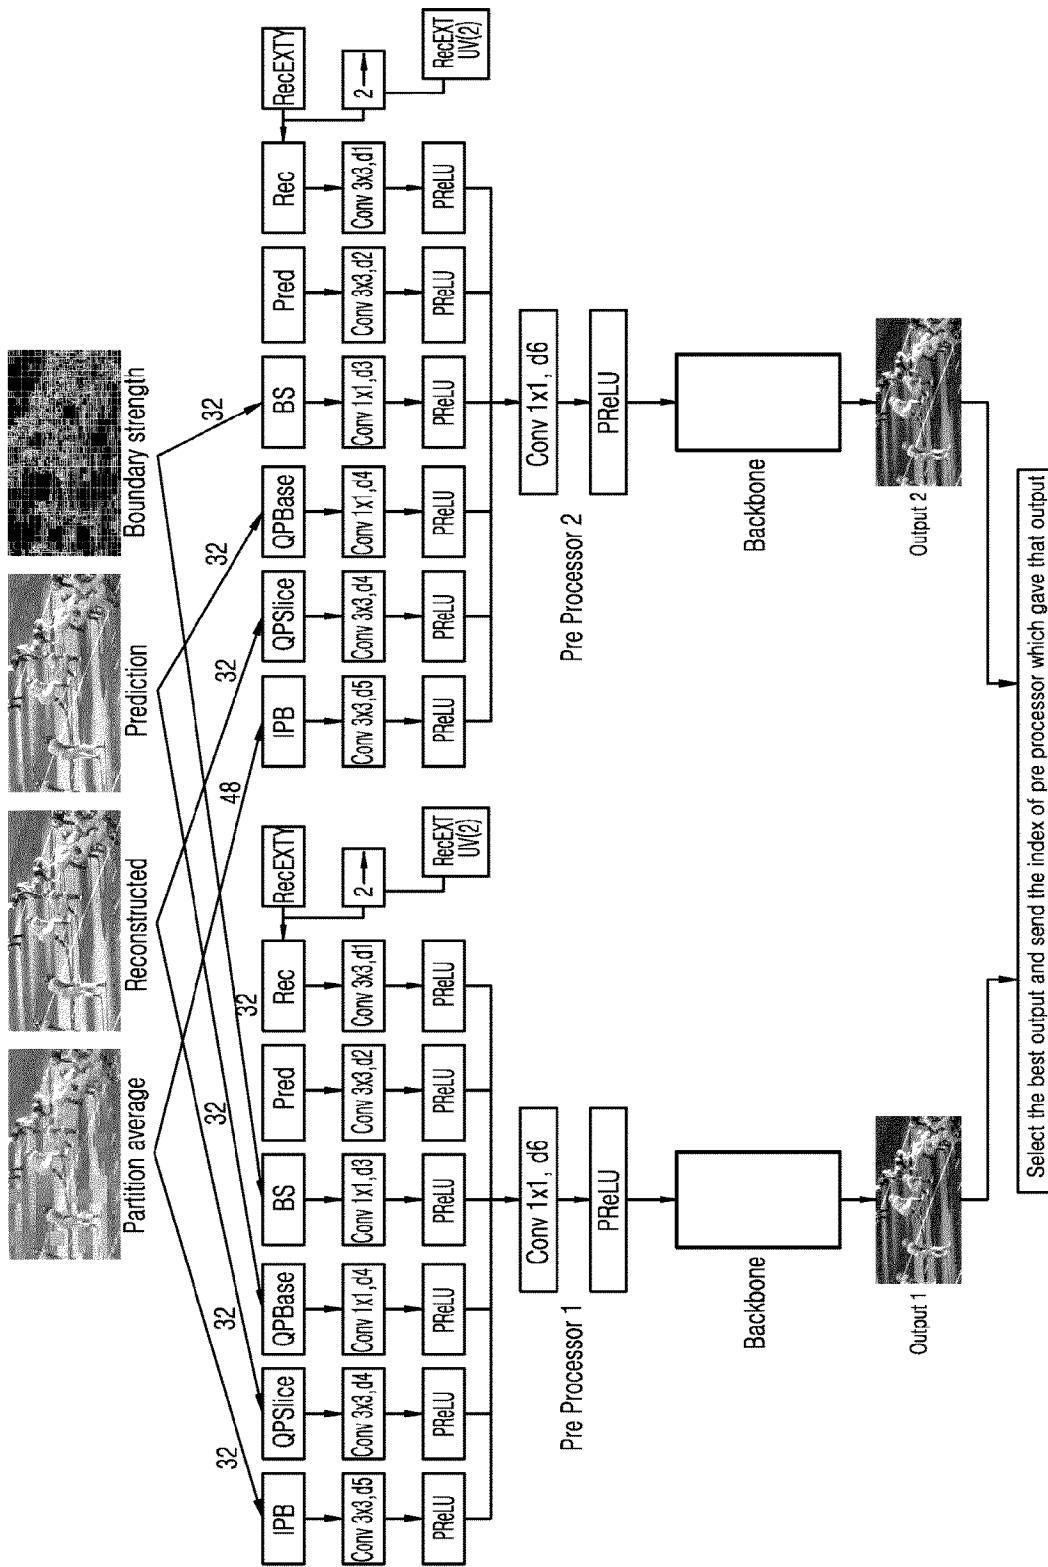 Partition average
Reconstructed
Prediction
Boundary strength
32
32
32
32
48
32
32
32
IPB
QPSlice
QPBase
BS
Pred
Rec
RecEXTY
Conv 3x3,d5
Conv 3x3,d4
Conv 1x1,d4
Conv 1x1,d3
Conv 3x3,d2
Conv 3x3,d1
2
PReLU
PReLU
PReLU
PReLU
PReLU
PReLU
RecEXT
UV(2)
Conv 1x1, d6
PReLU
Pre Processor 1
Backbone
Output 1
IPB
QPSlice
QPBase
BS
Pred
Rec
RecEXTY
Conv 3x3,d5
Conv 3x3,d4
Conv 1x1,d4
Conv 1x1,d3
Conv 3x3,d2
Conv 3x3,d1
2
PReLU
PReLU
PReLU
PReLU
PReLU
PReLU
RecEXT
UV(2)
Conv 1x1, d6
PReLU
Pre Processor 2
Backbone
Output 2
Select the best output and send the index of pre processor which gave that output